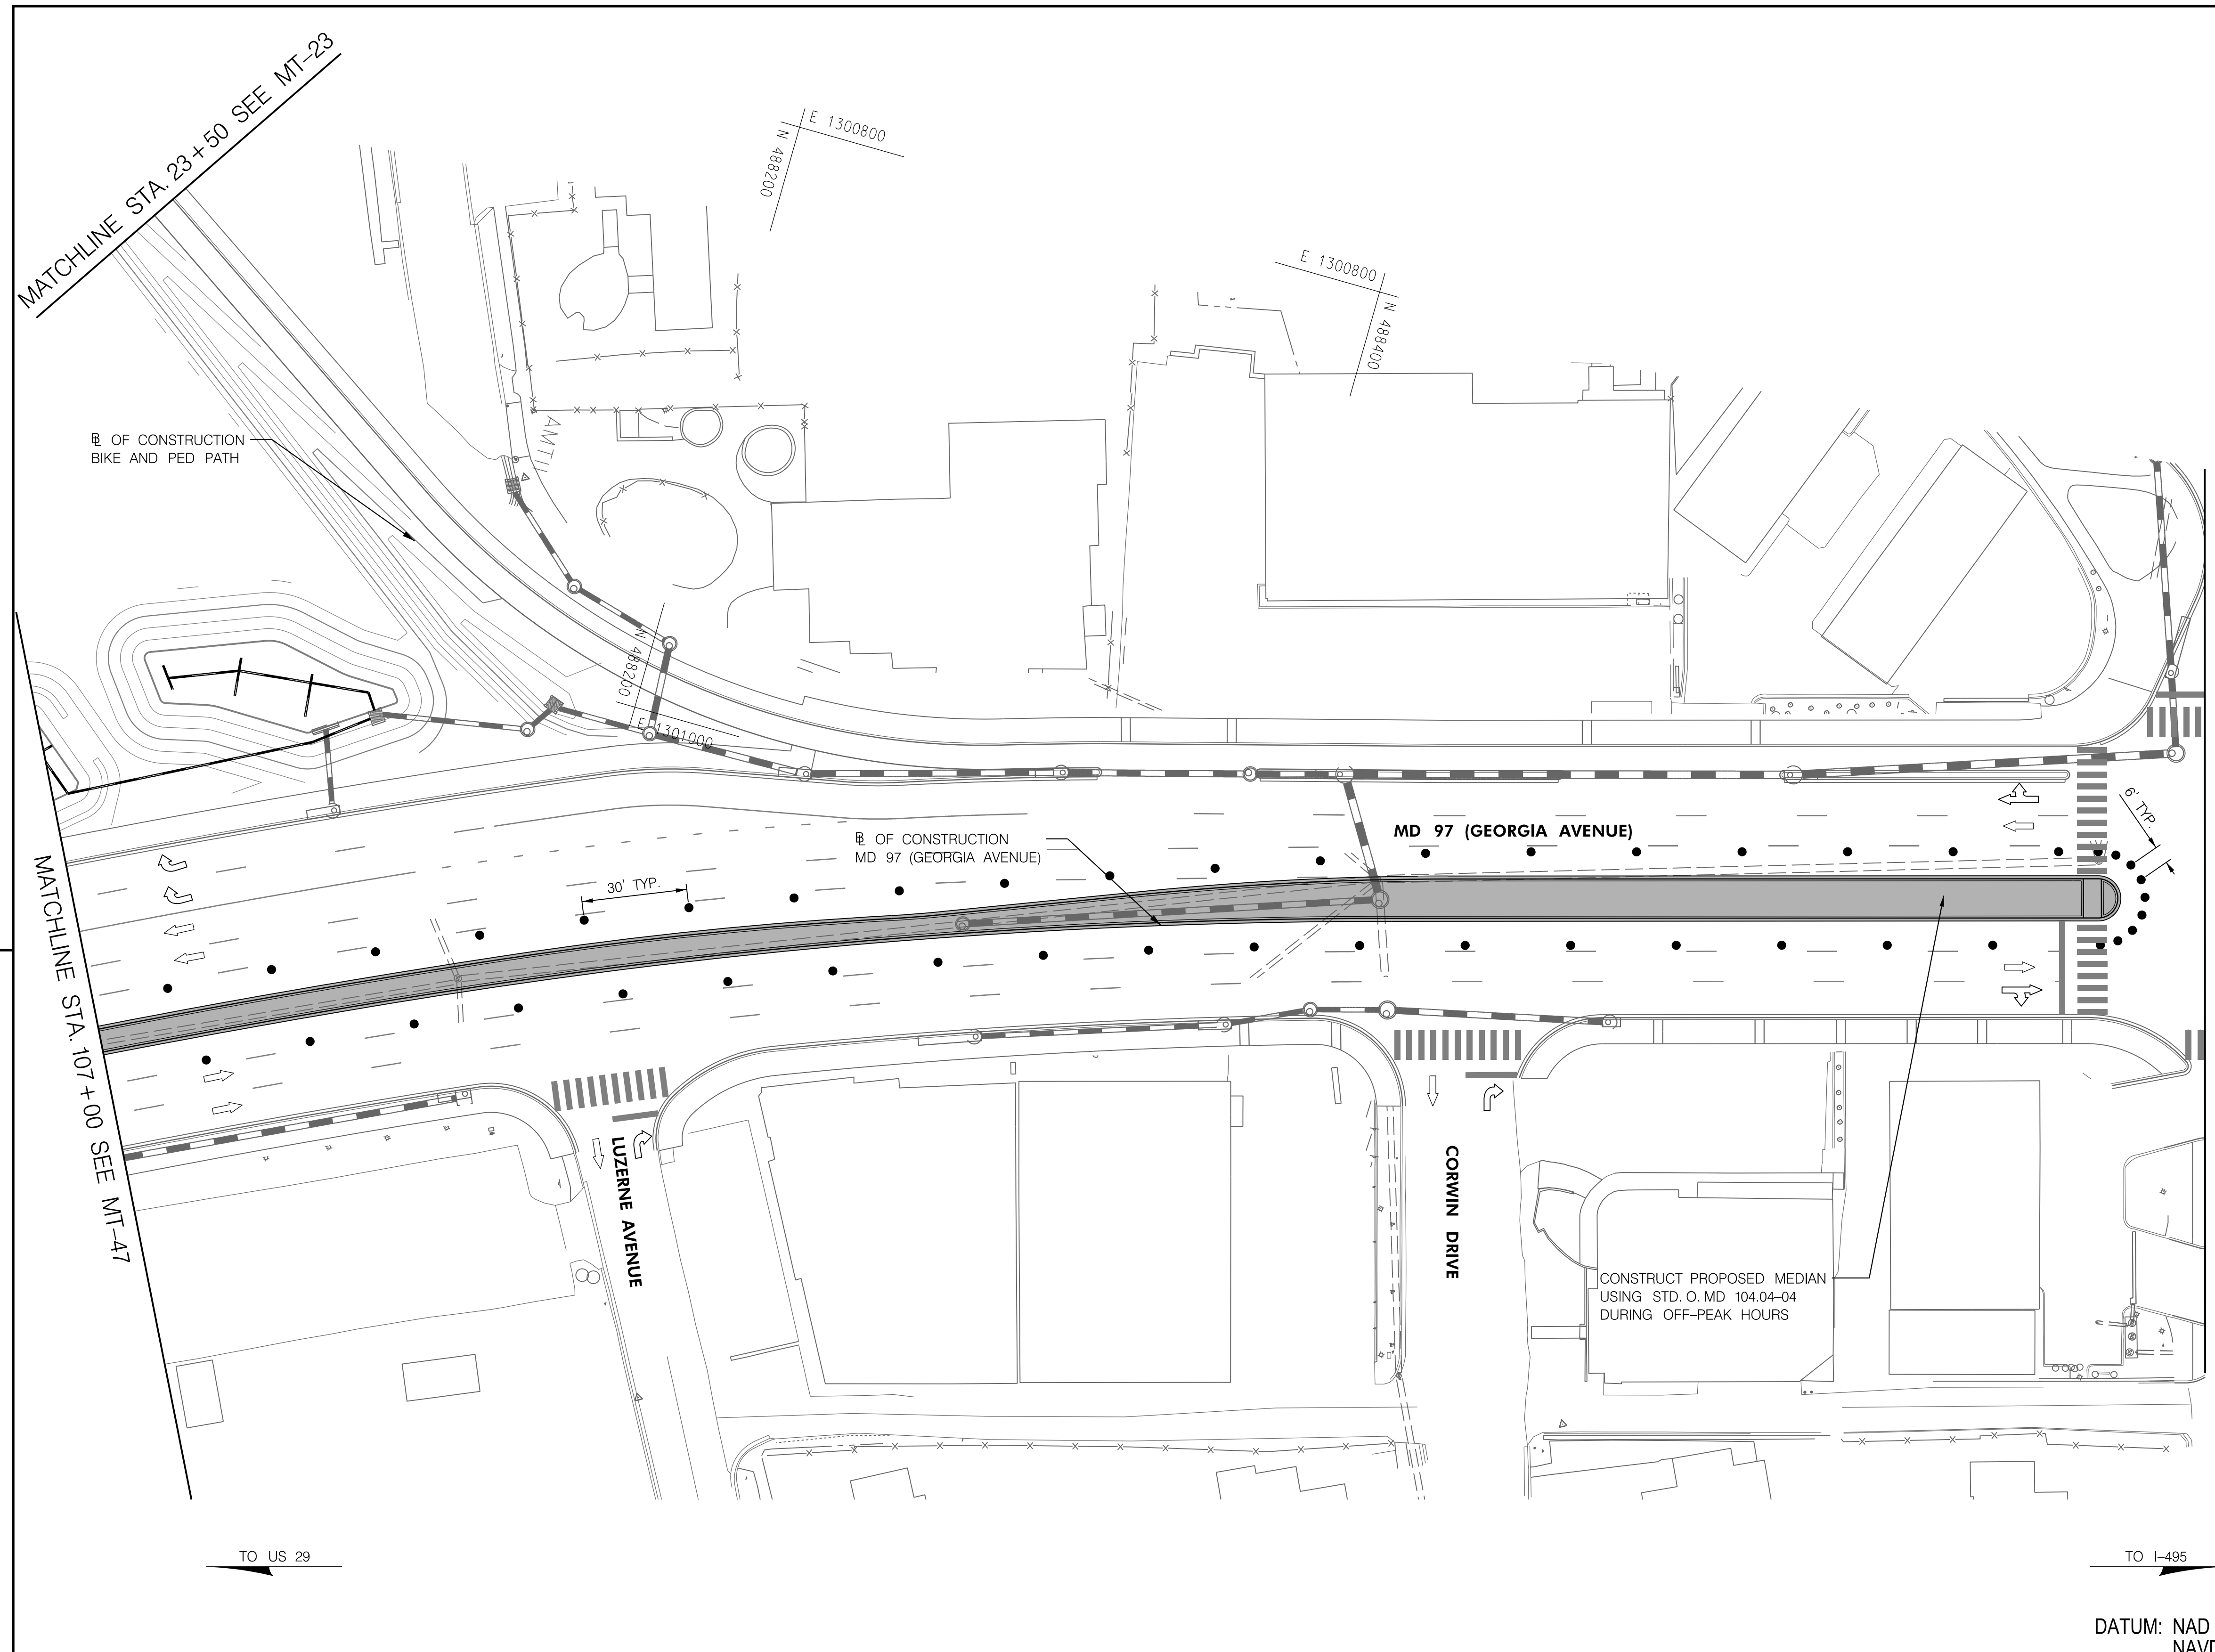 MATCHLINE STA. 23+50 SEE MT-23
E 1300800
N 488200
E 1300800
N 488400
℄ OF CONSTRUCTION
BIKE AND PED PATH
N 488200
E 1301000
6' TYP.
MD 97 (GEORGIA AVENUE)
℄ OF CONSTRUCTION
MD 97 (GEORGIA AVENUE)
30' TYP.
MATCHLINE STA. 107+00 SEE MT-47
LUZERNE AVENUE
CORWIN DRIVE
CONSTRUCT PROPOSED MEDIAN
USING STD. O. MD 104.04-04
DURING OFF-PEAK HOURS
TO US 29
TO I-495
DATUM: NAD